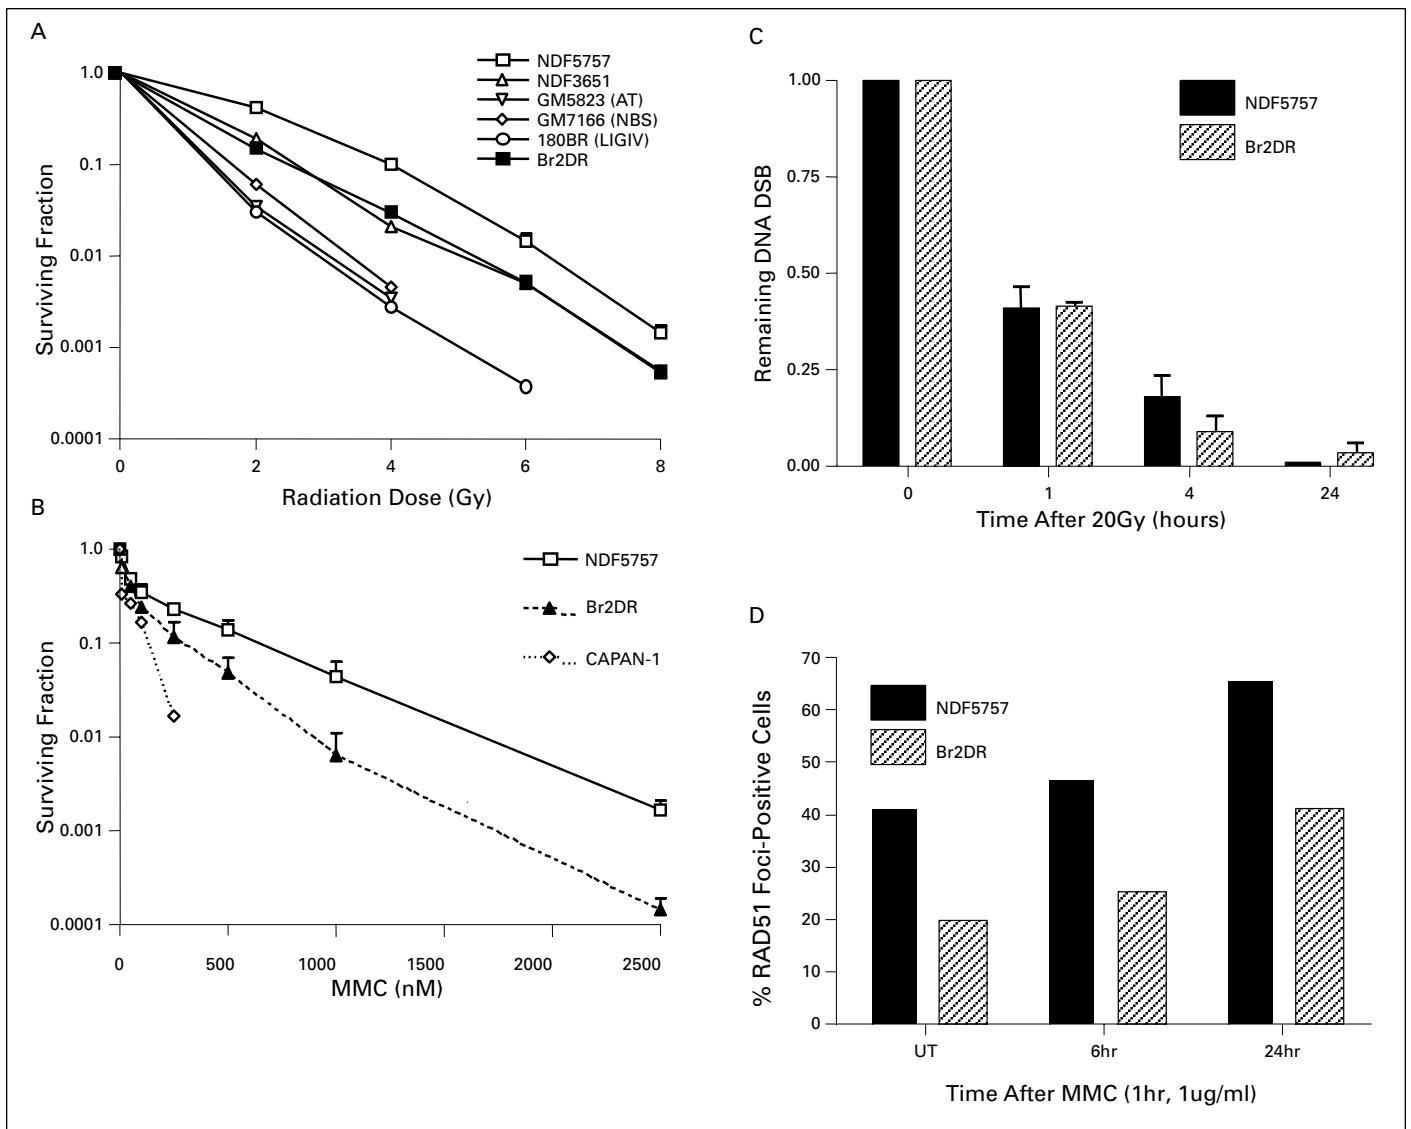 A
NDF5757
NDF3651
GM5823 (AT)
GM7166 (NBS)
180BR (LIGIV)
Br2DR
1.0
0.1
0.01
0.001
0.0001
Surviving Fraction
0 2 4 6 8
Radiation Dose (Gy)
B
NDF5757
Br2DR
CAPAN-1
1.0
0.1
0.01
0.001
0.0001
Surviving Fraction
0 500 1000 1500 2000 2500
MMC (nM)
C
NDF5757
Br2DR
1.00
0.75
0.50
0.25
0.00
Remaining DNA DSB
0 1 4 24
Time After 20Gy (hours)
D
NDF5757
Br2DR
70
60
50
40
30
20
10
0
% RAD51 Foci-Positive Cells
UT 6hr 24hr
Time After MMC (1hr, 1ug/ml)